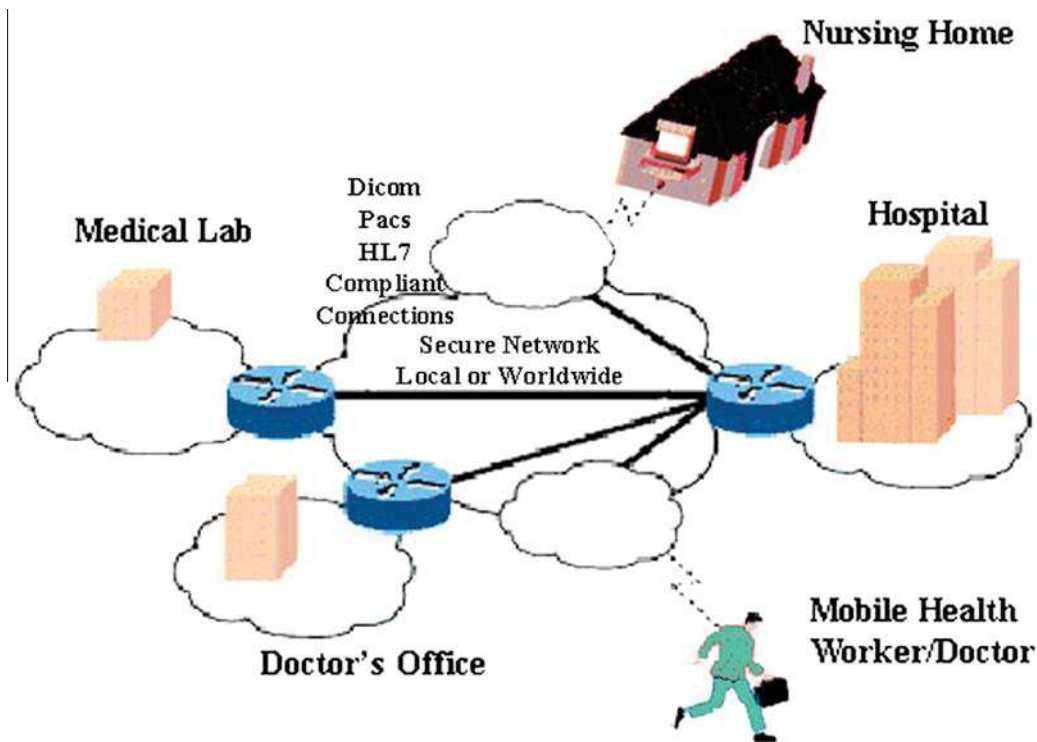 Nursing Home
Dicom
Pacs
HL7
Compliant
Connections
Medical Lab
Hospital
Secure Network
Local or Worldwide
Doctor's Office
Mobile Health
Worker/Doctor